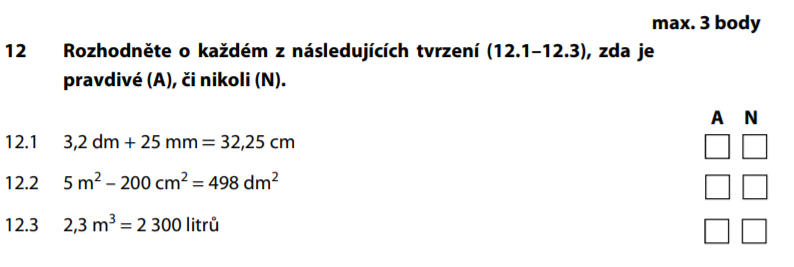 max. 3 body
12 Rozhodněte o každém z následujících tvrzení (12.1–12.3), zda je
pravdivé (A), či nikoli (N).
A N
12.1 3,2 dm + 25 mm = 32,25 cm
12.2 5 m² – 200 cm² = 498 dm²
12.3 2,3 m³ = 2 300 litrů